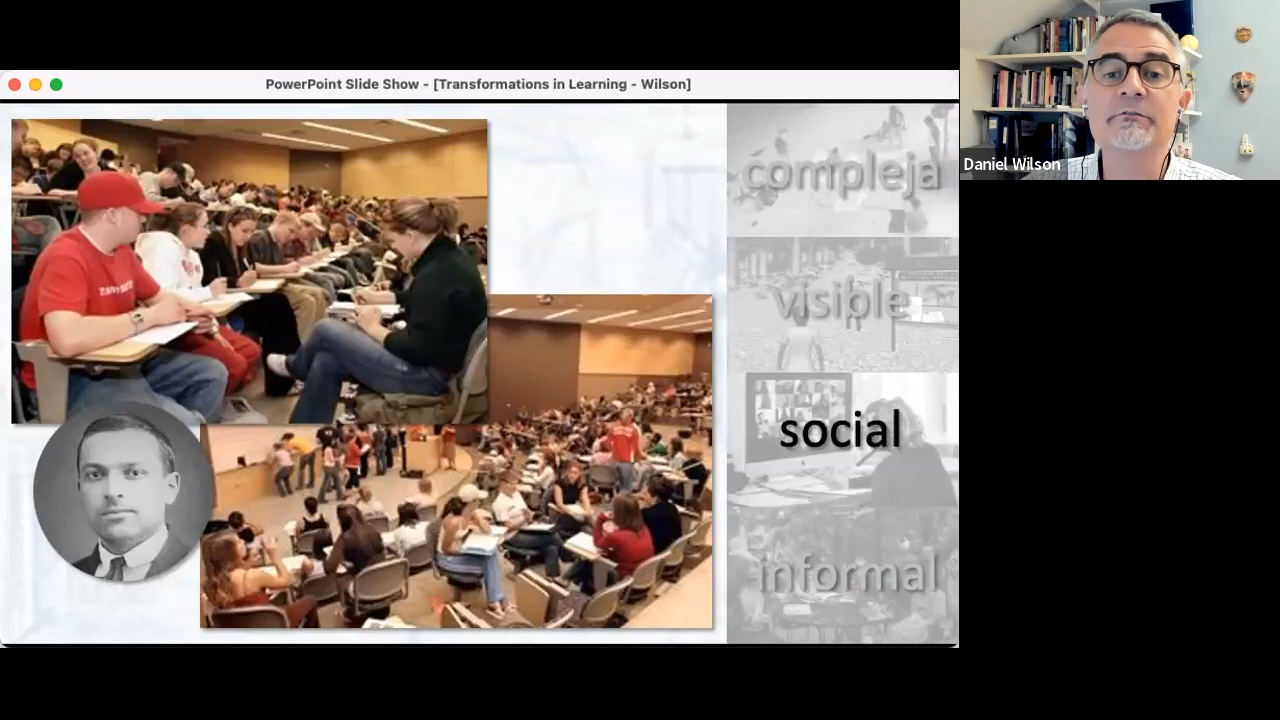 PowerPoint Slide Show - [Transformations in Learning - Wilson]
compleja
visible
social
informal
Daniel Wilson